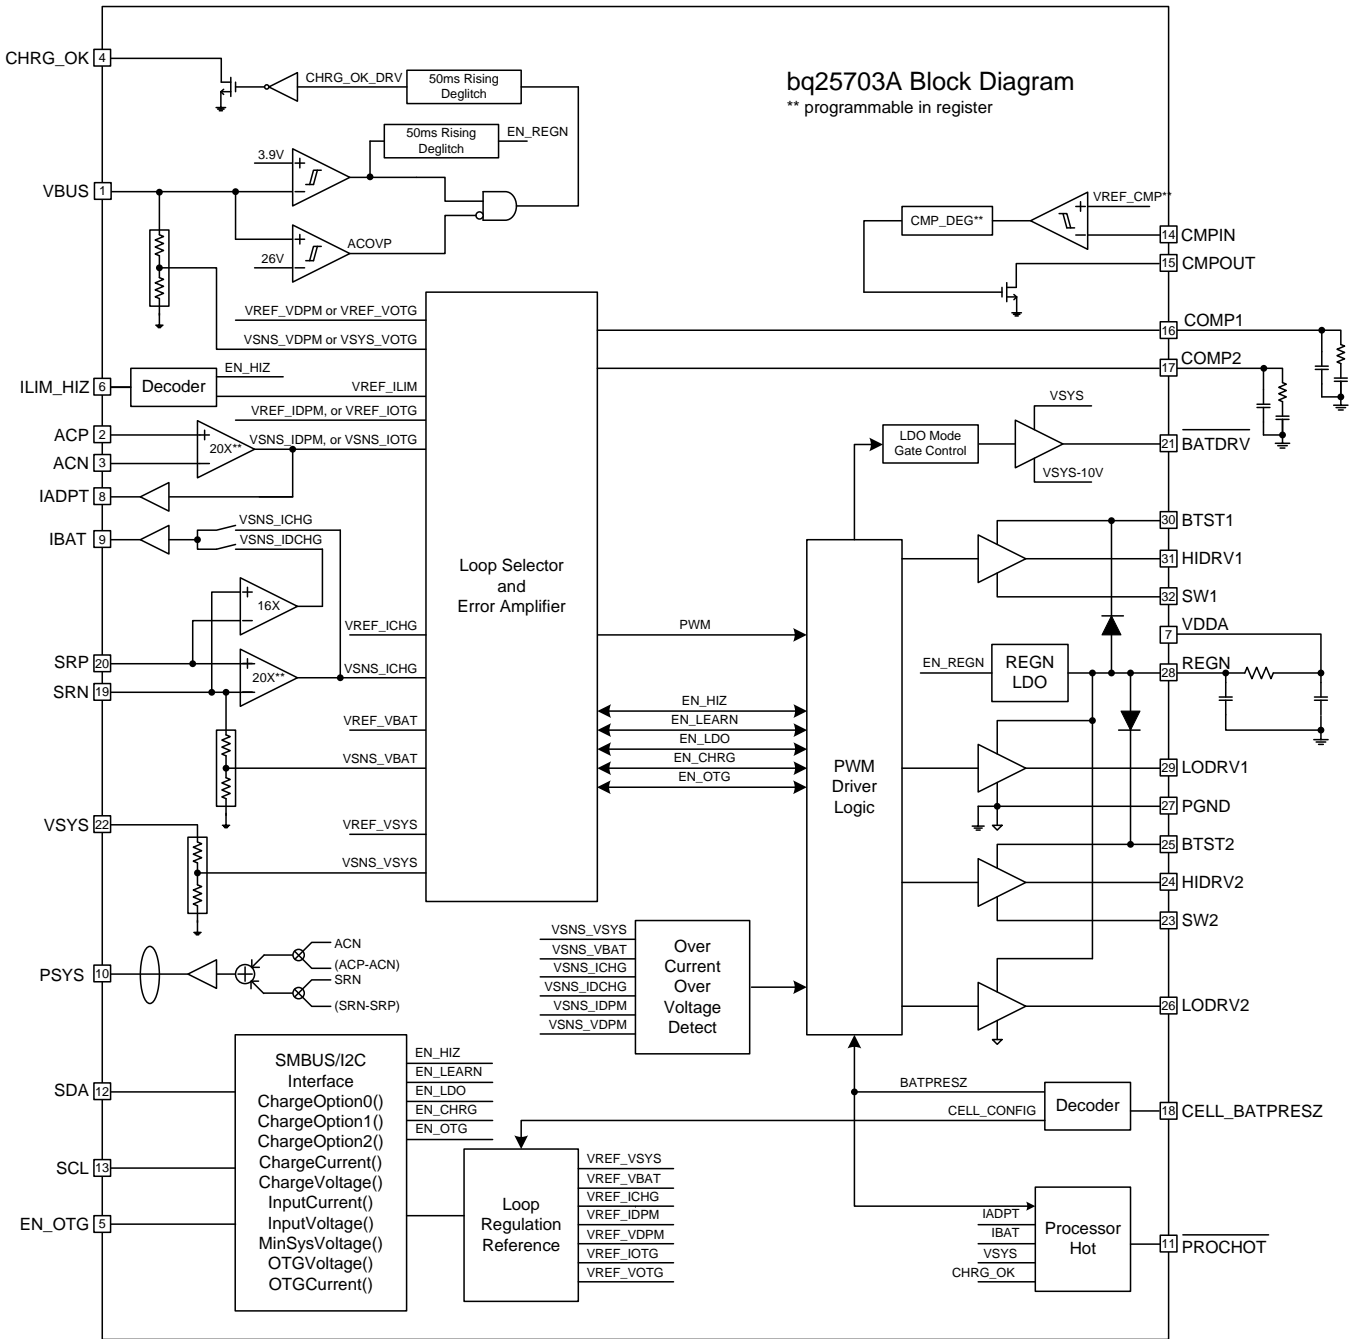 bq25703A Block Diagram
** programmable in register
CHRG_OK 4
CHRG_OK_DRV
50ms Rising
Deglitch
50ms Rising
Deglitch
EN_REGN
3.9V
+
−
VBUS 1
+
−
26V
ACOVP
VREF_CMP**
+
−
CMP_DEG**
14 CMPIN
15 CMPOUT
VREF_VDPM or VREF_VOTG
VSNS_VDPM or VSYS_VOTG
16 COMP1
17 COMP2
ILIM_HIZ 6
Decoder
EN_HIZ
VREF_ILIM
VREF_IDPM, or VREF_IOTG
VSNS_IDPM, or VSNS_IOTG
ACP 2
ACN 3
+
20X**
−
IADPT 8
IBAT 9
VSNS_ICHG
VSNS_IDCHG
VSYS
LDO Mode
Gate Control
VSYS-10V
21 BATDRV
Loop Selector
and
Error Amplifier
+
16X
−
VREF_ICHG
SRP 20
SRN 19
+
20X**
−
VSNS_ICHG
VREF_VBAT
VSNS_VBAT
VSYS 22
VREF_VSYS
VSNS_VSYS
PWM
EN_HIZ
EN_LEARN
EN_LDO
EN_CHRG
EN_OTG
PWM
Driver
Logic
30 BTST1
31 HIDRV1
32 SW1
7 VDDA
EN_REGN
REGN
LDO
28 REGN
29 LODRV1
27 PGND
25 BTST2
24 HIDRV2
23 SW2
26 LODRV2
PSYS 10
ACN
(ACP-ACN)
SRN
(SRN-SRP)
VSNS_VSYS
VSNS_VBAT
VSNS_ICHG
VSNS_IDCHG
VSNS_IDPM
VSNS_VDPM
Over
Current
Over
Voltage
Detect
SDA 12
SCL 13
EN_OTG 5
SMBUS/I2C
Interface
ChargeOption0()
ChargeOption1()
ChargeOption2()
ChargeCurrent()
ChargeVoltage()
InputCurrent()
InputVoltage()
MinSysVoltage()
OTGVoltage()
OTGCurrent()
EN_HIZ
EN_LEARN
EN_LDO
EN_CHRG
EN_OTG
BATPRESZ
CELL_CONFIG
Decoder
18 CELL_BATPRESZ
Loop
Regulation
Reference
VREF_VSYS
VREF_VBAT
VREF_ICHG
VREF_IDPM
VREF_VDPM
VREF_IOTG
VREF_VOTG
IADPT
IBAT
VSYS
CHRG_OK
Processor
Hot
11 PROCHOT